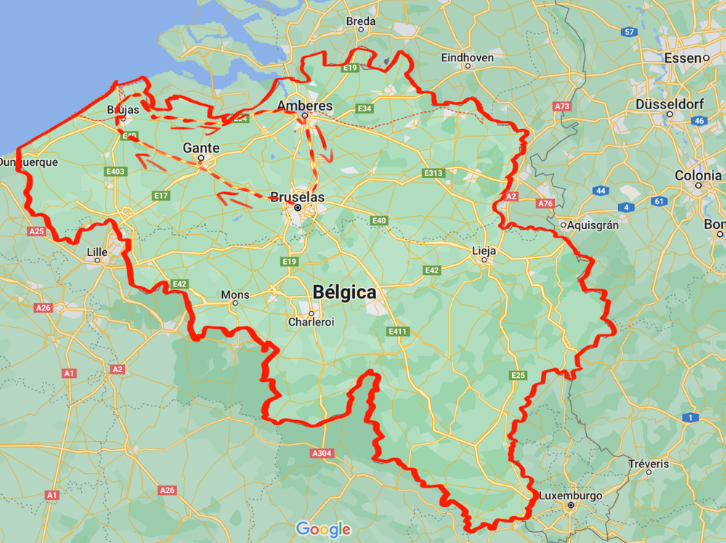 Breda
57
Eindhoven
Essen
E19
A73
Düsseldorf
Amberes
E34
46
Brujas
E34
Gante
Dunquerque
E403
E313
Colonia
44
A2
A76
4
61
E17
Bruselas
Bon
A25
E40
Aquisgrán
Lille
Lieja
E19
E42
E42
Bélgica
Mons
A26
Charleroi
E411
A1
A2
E25
1
A304
Tréveris
A26
A1
Luxemburgo
Google